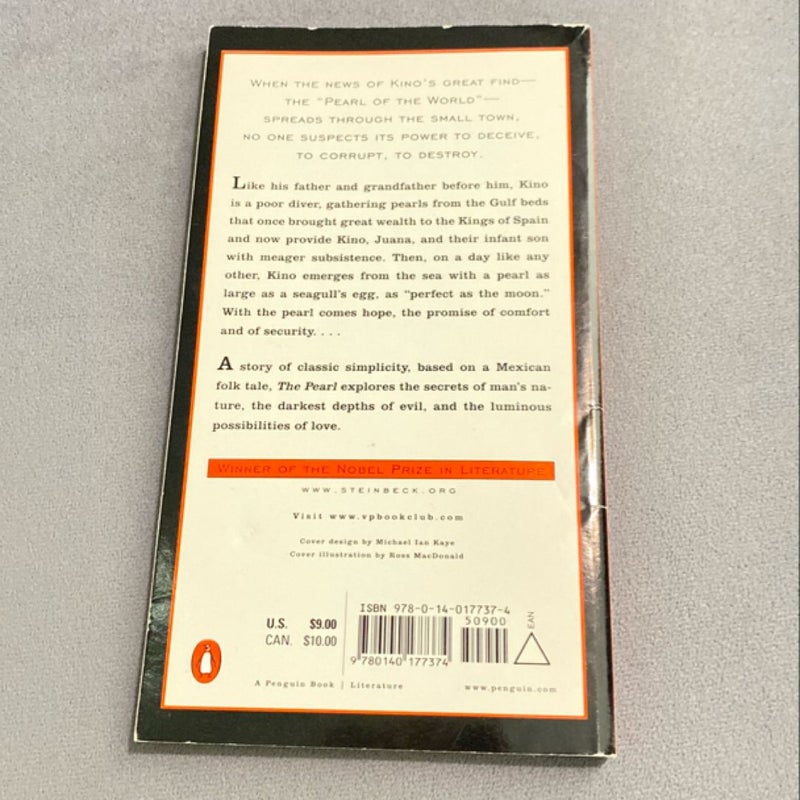 WHEN THE NEWS OF KINO'S GREAT FIND—
THE "PEARL OF THE WORLD"—
SPREADS THROUGH THE SMALL TOWN,
NO ONE SUSPECTS ITS POWER TO DECEIVE,
TO CORRUPT, TO DESTROY.
Like his father and grandfather before him, Kino
is a poor diver, gathering pearls from the Gulf beds
that once brought great wealth to the Kings of Spain
and now provide Kino, Juana, and their infant son
with meager subsistence. Then, on a day like any
other, Kino emerges from the sea with a pearl as
large as a seagull's egg, as "perfect as the moon."
With the pearl comes hope, the promise of comfort
and of security. . . .
A story of classic simplicity, based on a Mexican
folk tale, The Pearl explores the secrets of man's na-
ture, the darkest depths of evil, and the luminous
possibilities of love.
WINNER OF THE NOBEL PRIZE IN LITERATURE
WWW.STEINBECK.ORG
Visit www.vpbookclub.com
Cover design by Michael Ian Kaye
Cover illustration by Ross MacDonald
ISBN 978-0-14-017737-4
50900
EAN
U.S. $9.00
CAN. $10.00
9 780140 177374
A Penguin Book | Literature
www.penguin.com